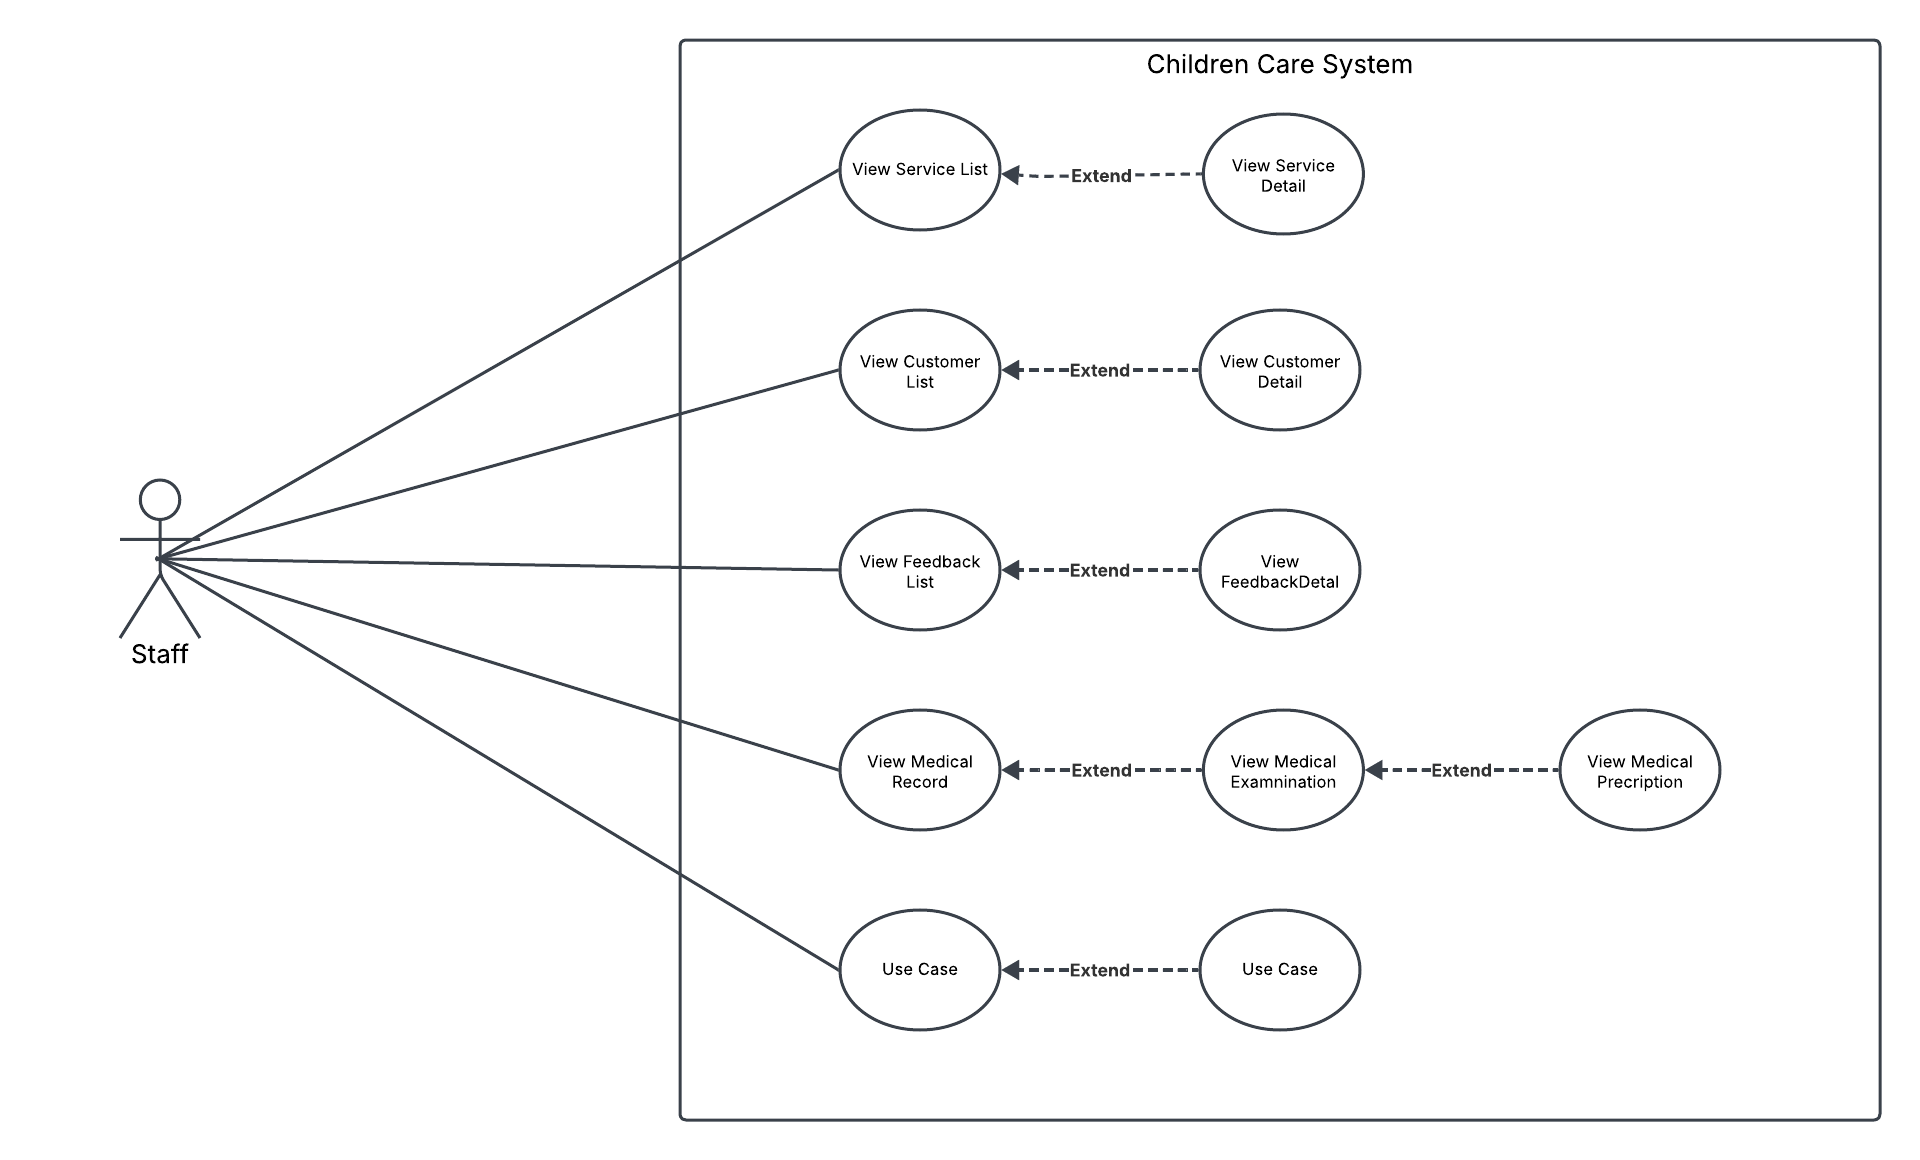 Children Care System
View Service List
Extend
View Service
Detail
View Customer
List
Extend
View Customer
Detail
View Feedback
List
Extend
View
FeedbackDetal
Staff
View Medical
Record
Extend
View Medical
Examnination
Extend
View Medical
Precription
Use Case
Extend
Use Case